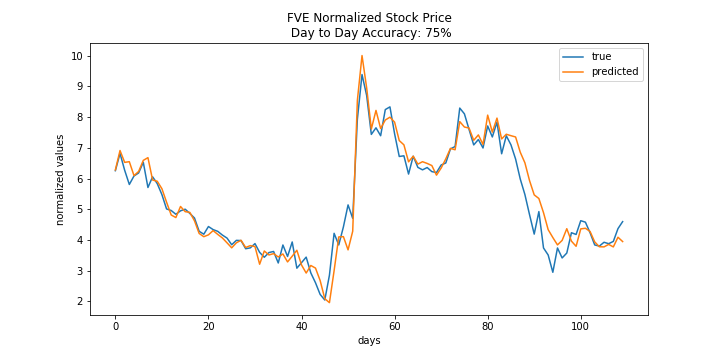 FVE Normalized Stock Price
Day to Day Accuracy: 75%
true
predicted
normalized values
10
9
8
7
6
5
4
3
2
0
20
40
60
80
100
days